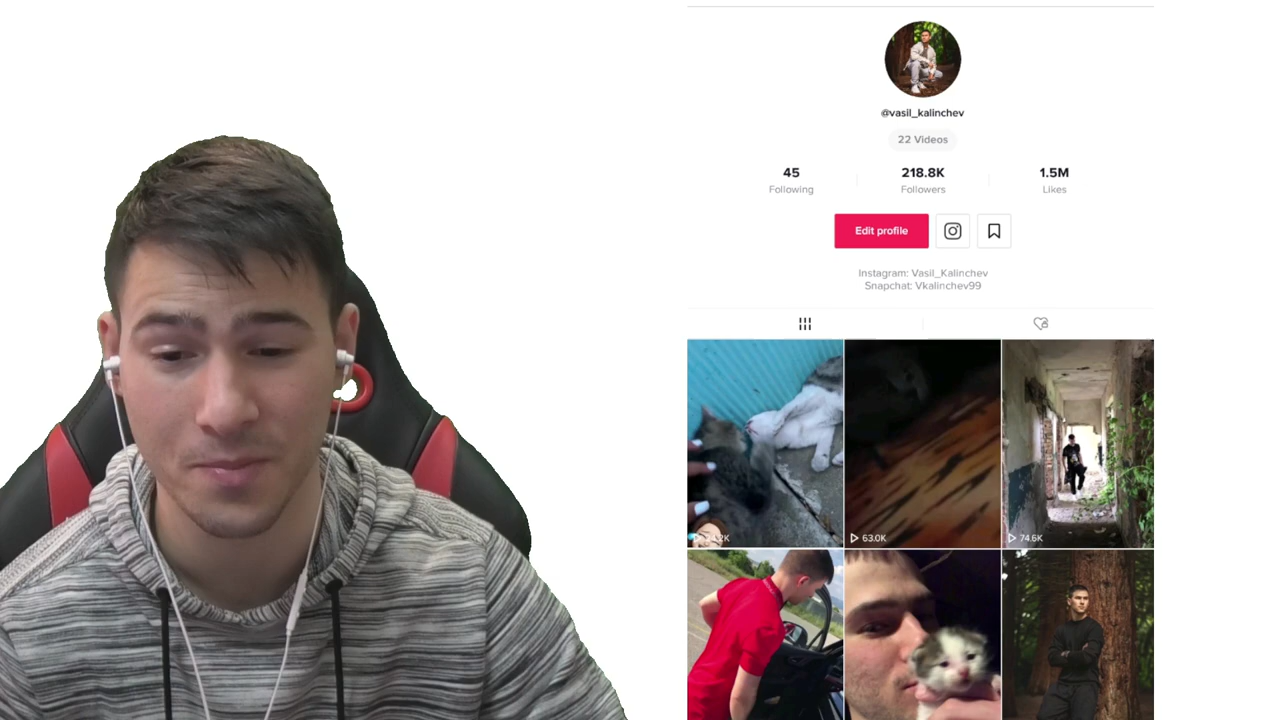 @vasil_kalinchev
22 Videos
45
218.8K
1.5M
Following
Followers
Likes
Edit profile
Instagram: Vasil_Kalinchev
Snapchat: Vkalinchev99
63.0K
74.6K